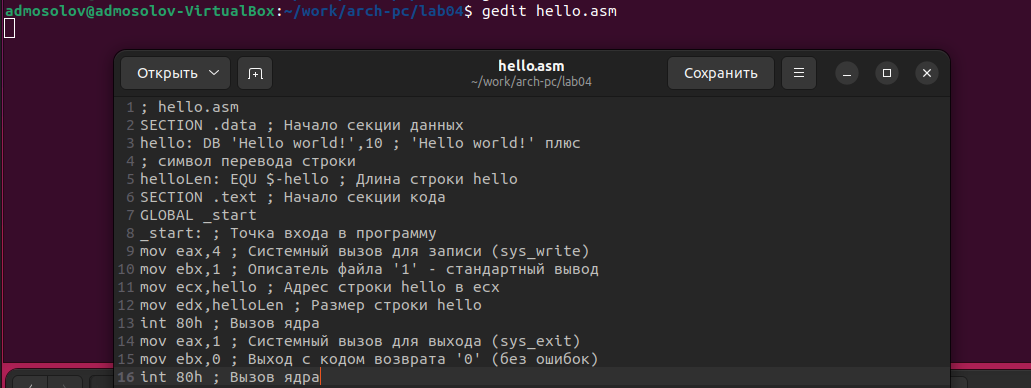 admosolov@admosolov-VirtualBox:~/work/arch-pc/lab04$ gedit hello.asm
Открыть
hello.asm
~/work/arch-pc/lab04
Сохранить
1 ; hello.asm
2 SECTION .data ; Начало секции данных
3 hello: DB 'Hello world!',10 ; 'Hello world!' плюс
4 ; символ перевода строки
5 helloLen: EQU $-hello ; Длина строки hello
6 SECTION .text ; Начало секции кода
7 GLOBAL _start
8 _start: ; Точка входа в программу
9 mov eax,4 ; Системный вызов для записи (sys_write)
10 mov ebx,1 ; Описатель файла '1' - стандартный вывод
11 mov ecx,hello ; Адрес строки hello в ecx
12 mov edx,helloLen ; Размер строки hello
13 int 80h ; Вызов ядра
14 mov eax,1 ; Системный вызов для выхода (sys_exit)
15 mov ebx,0 ; Выход с кодом возврата '0' (без ошибок)
16 int 80h ; Вызов ядра